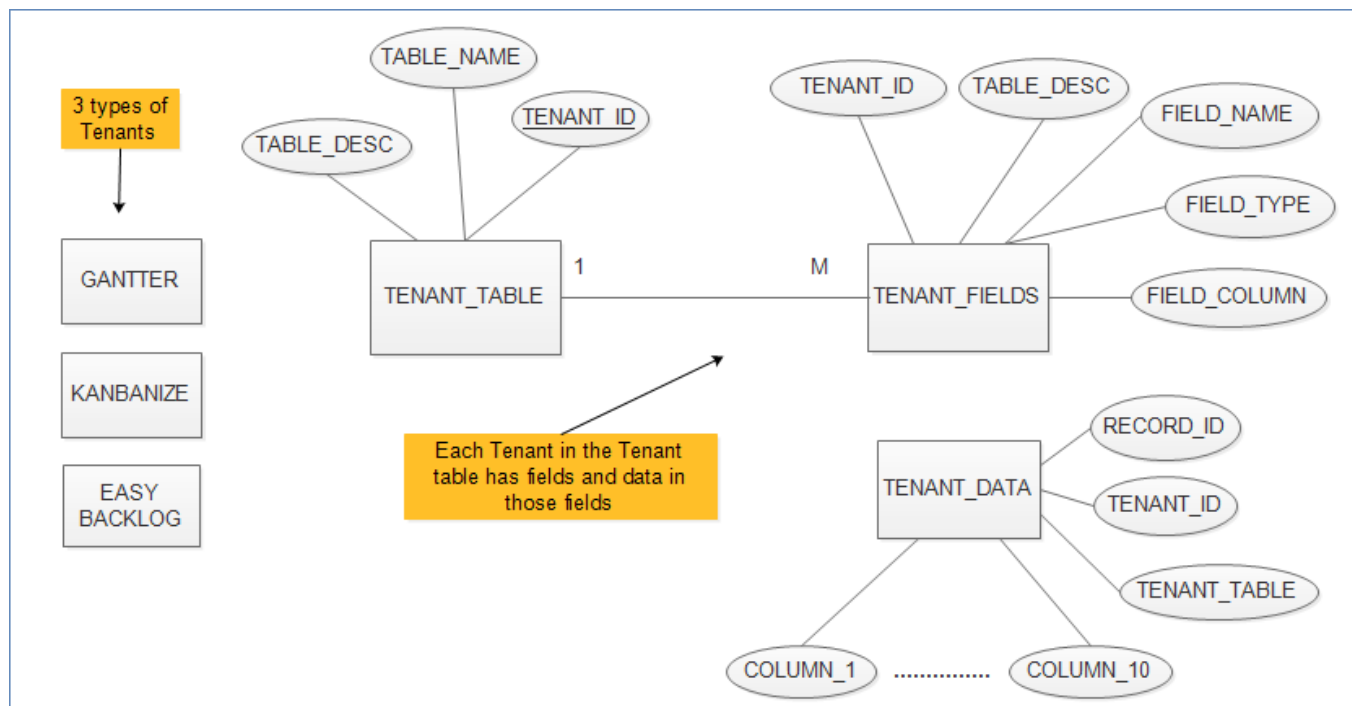 3 types of
Tenants
GANTTER
KANBANIZE
EASY
BACKLOG
TABLE_NAME
TENANT_ID
TABLE_DESC
TENANT_TABLE
1
M
TENANT_ID
TABLE_DESC
FIELD_NAME
FIELD_TYPE
FIELD_COLUMN
TENANT_FIELDS
Each Tenant in the Tenant
table has fields and data in
those fields
TENANT_DATA
RECORD_ID
TENANT_ID
TENANT_TABLE
COLUMN_1
...............
COLUMN_10